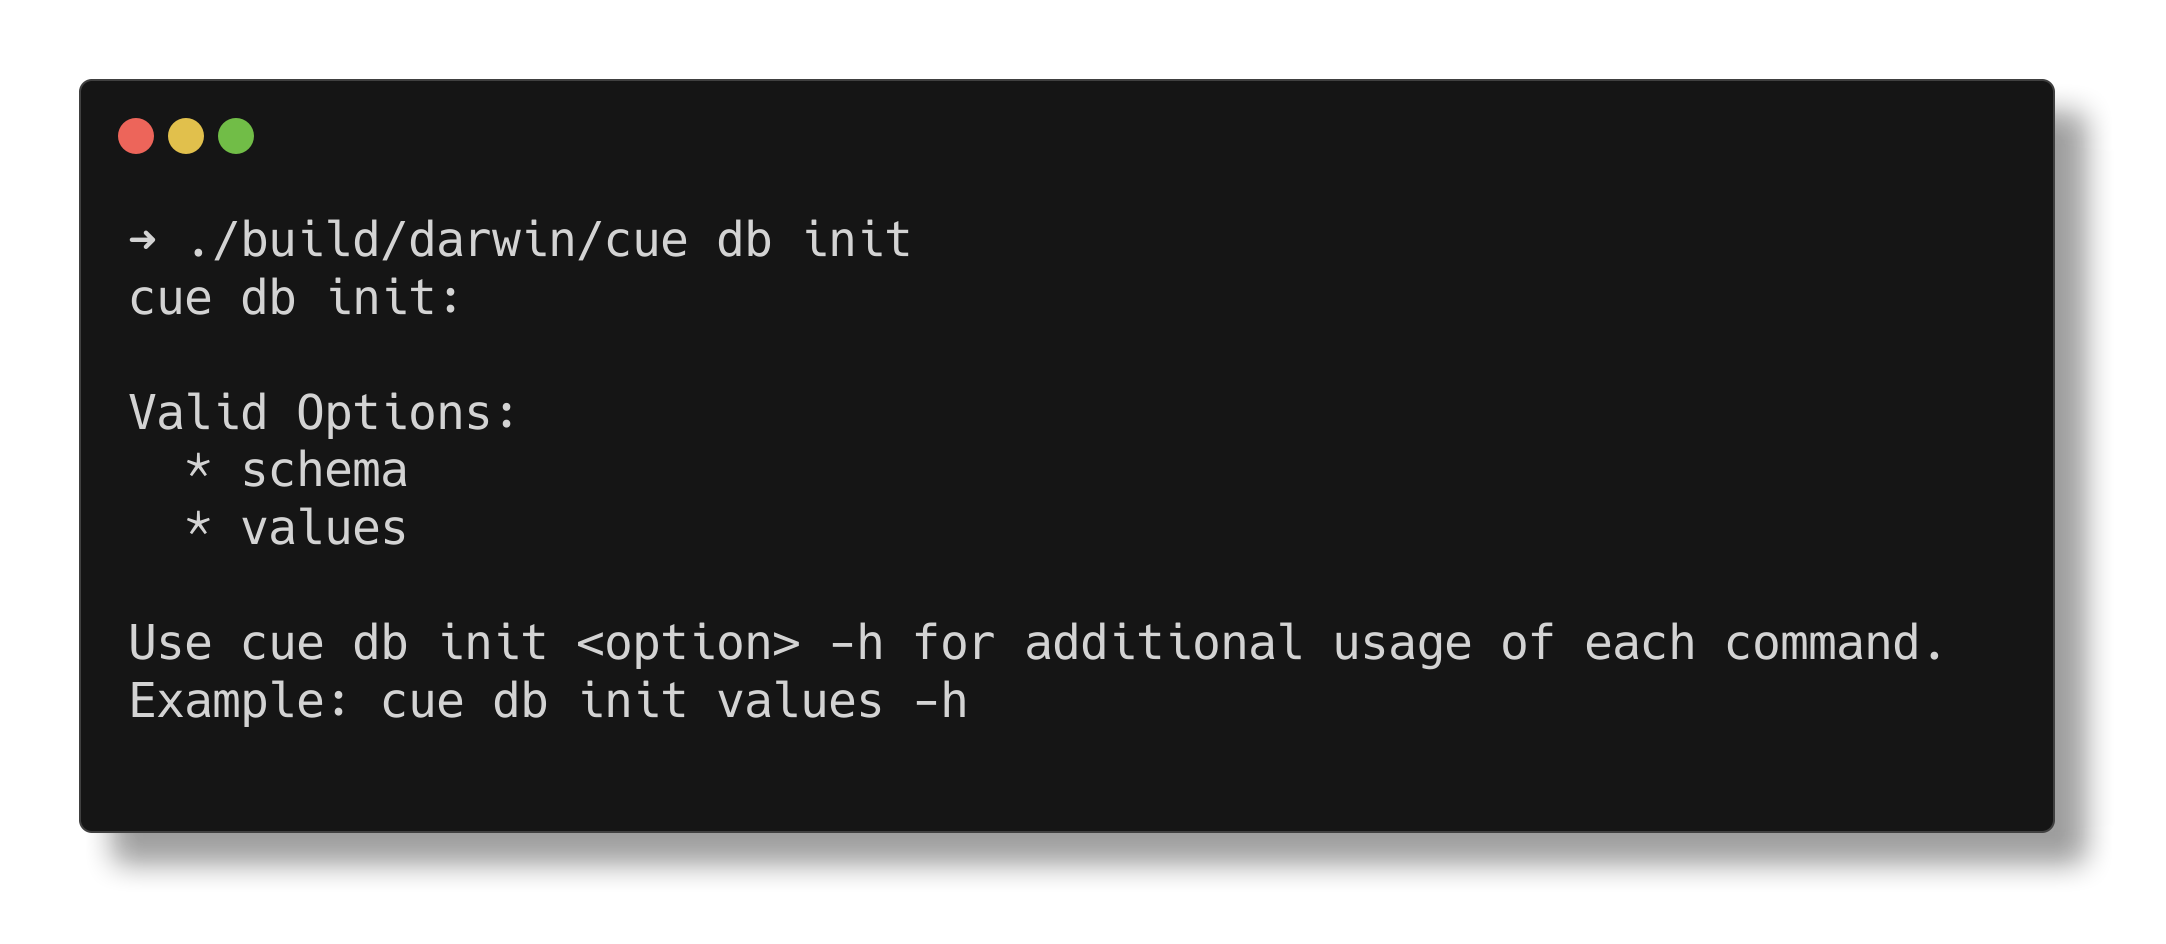 ➜ ./build/darwin/cue db init
cue db init:

Valid Options:
  * schema
  * values

Use cue db init <option> -h for additional usage of each command.
Example: cue db init values -h